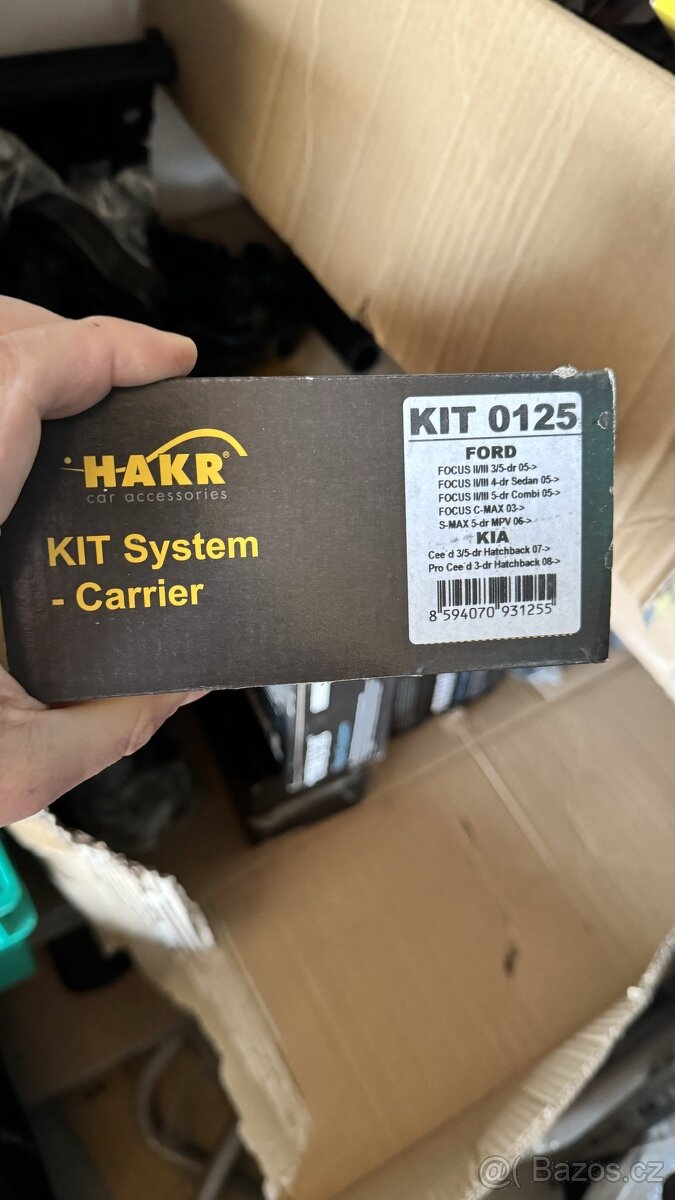 HAKR®
car accessories
KIT System
- Carrier
KIT 0125
FORD
FOCUS II/III 3/5-dr 05->
FOCUS II/III 4-dr Sedan 05->
FOCUS II/III 5-dr Combi 05->
FOCUS C-MAX 03->
S-MAX 5-dr MPV 06->
KIA
Cee´d 3/5-dr Hatchback 07->
Pro Cee´d 3-dr Hatchback 08->
8 594070 931255
@ Bazos.cz